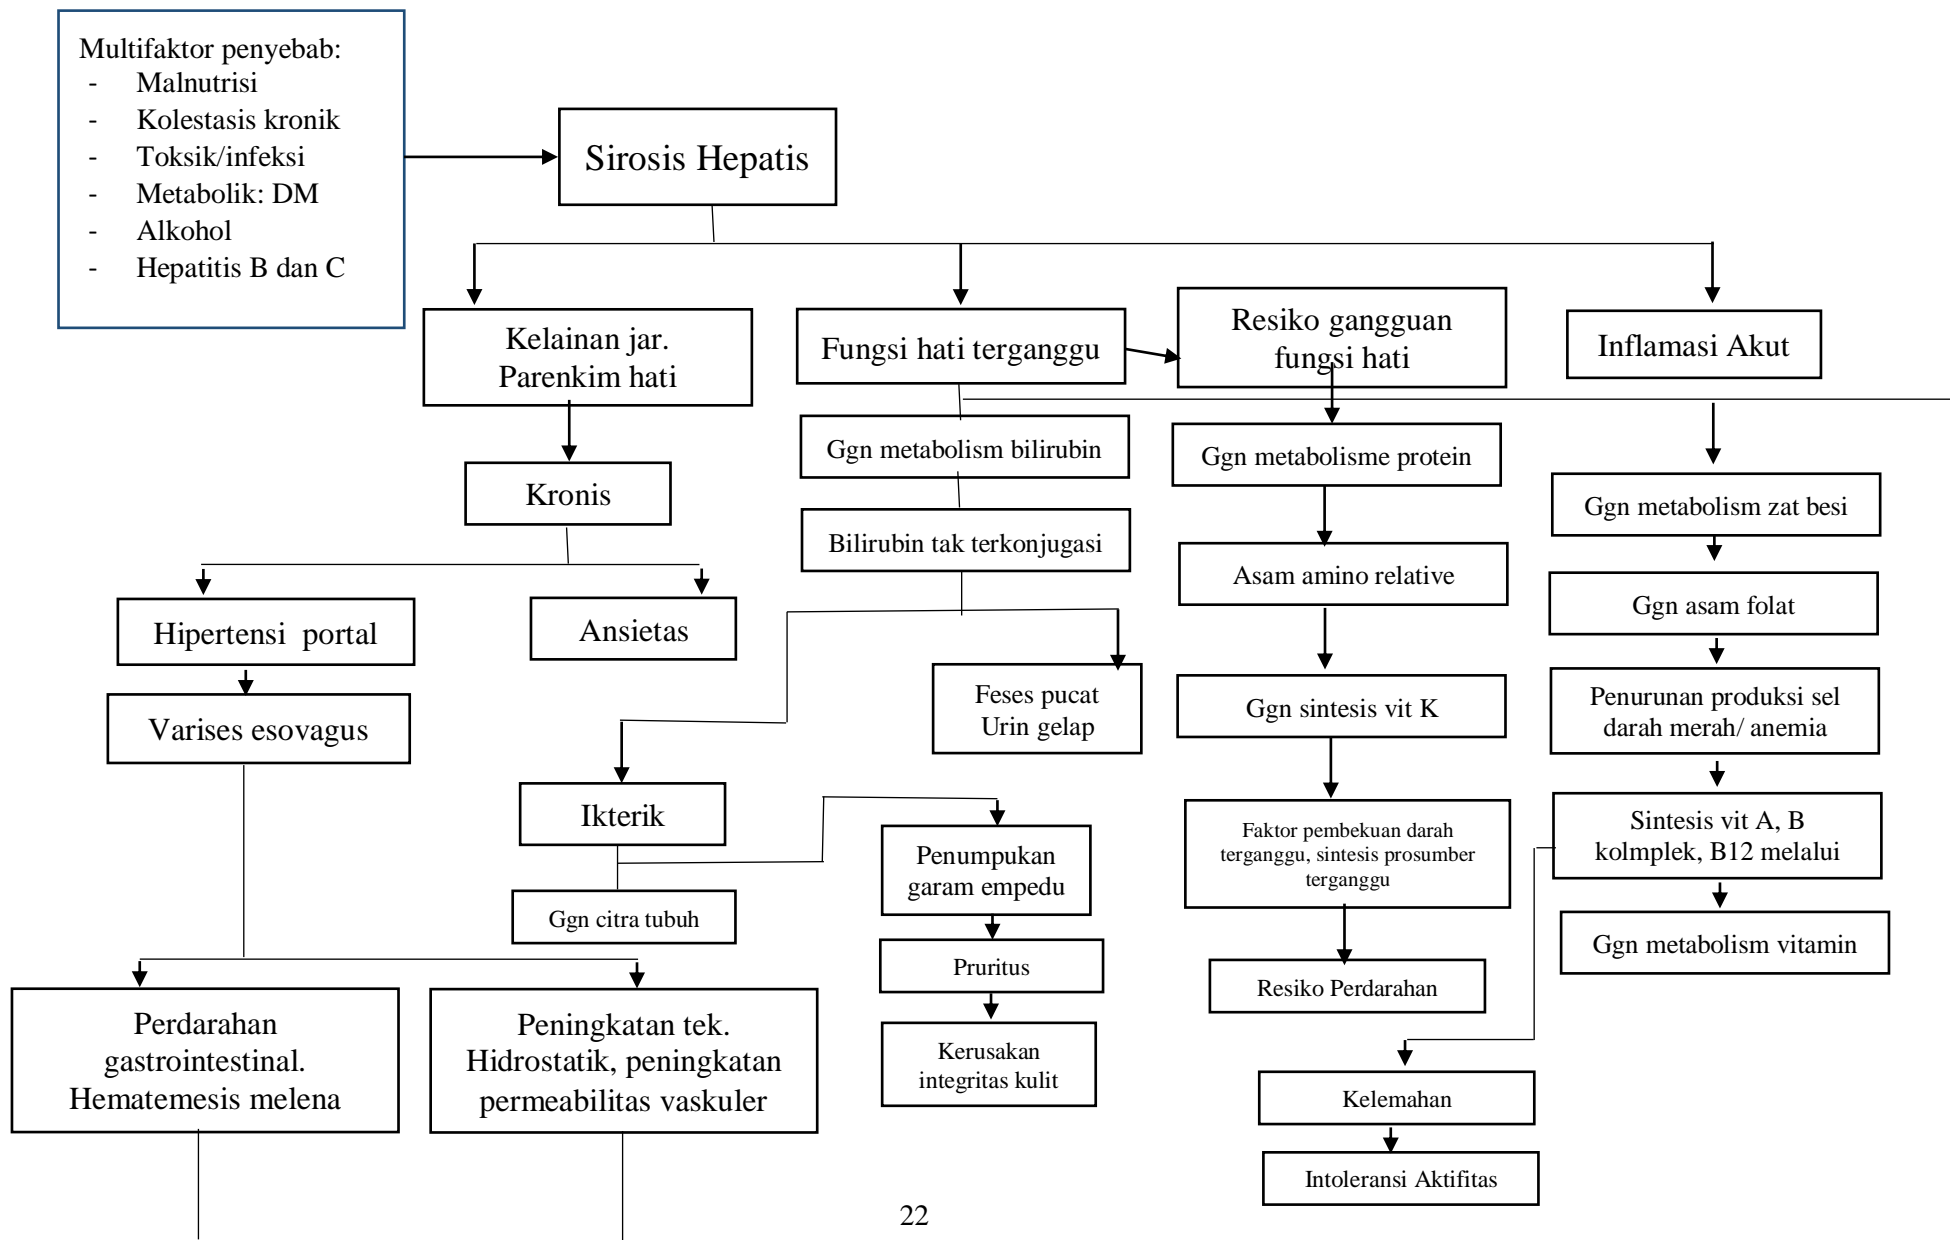 Multifaktor penyebab:
- Malnutrisi
- Kolestasis kronik
- Toksik/infeksi
- Metabolik: DM
- Alkohol
- Hepatitis B dan C
Sirosis Hepatis
Kelainan jar.
Parenkim hati
Fungsi hati terganggu
Resiko gangguan
fungsi hati
Inflamasi Akut
Kronis
Ggn metabolism bilirubin
Ggn metabolisme protein
Ggn metabolism zat besi
Bilirubin tak terkonjugasi
Asam amino relative
Ggn asam folat
Hipertensi portal
Ansietas
Varises esovagus
Feses pucat
Urin gelap
Ggn sintesis vit K
Penurunan produksi sel
darah merah/ anemia
Ikterik
Penumpukan
garam empedu
Faktor pembekuan darah
terganggu, sintesis prosumber
terganggu
Sintesis vit A, B
kolmplek, B12 melalui
Ggn citra tubuh
Pruritus
Ggn metabolism vitamin
Resiko Perdarahan
Perdarahan
gastrointestinal.
Hematemesis melena
Peningkatan tek.
Hidrostatik, peningkatan
permeabilitas vaskuler
Kerusakan
integritas kulit
Kelemahan
Intoleransi Aktifitas
22